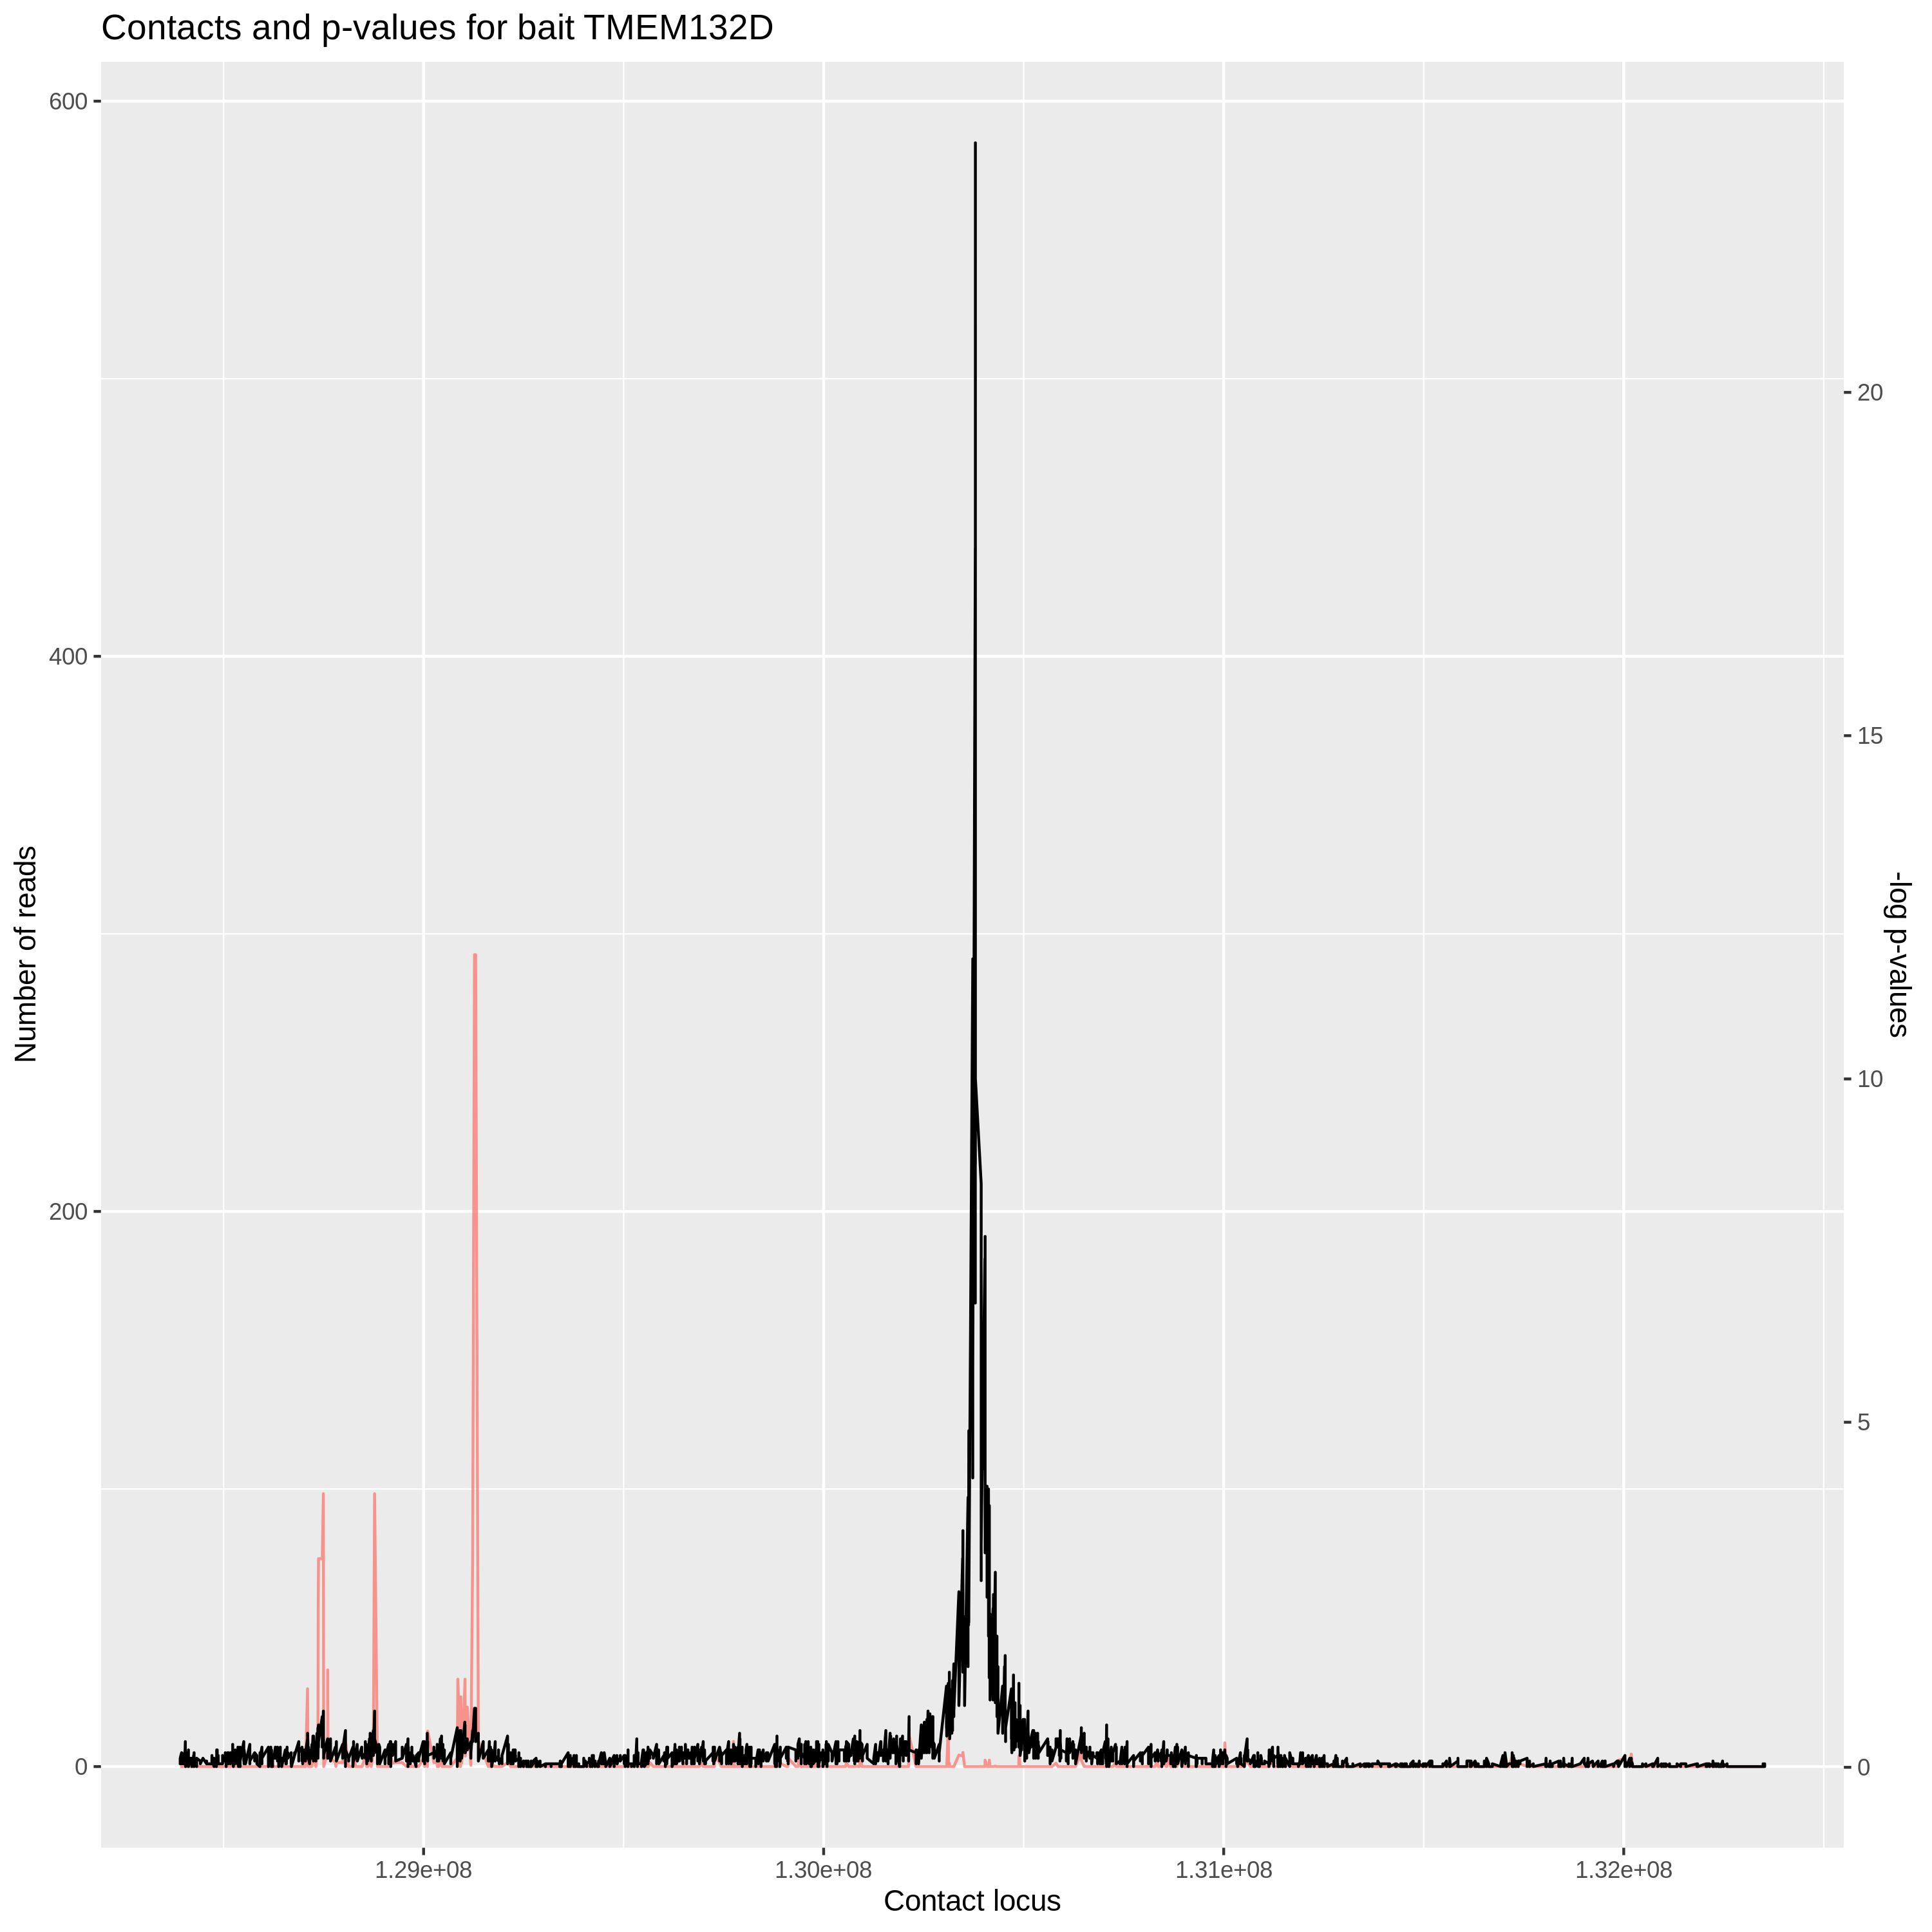 Contacts and p-values for bait TMEM132D
600
400
200
0
Number of reads
20
15
10
5
0
-log p-values
1.29e+08
1.30e+08
1.31e+08
1.32e+08
Contact locus